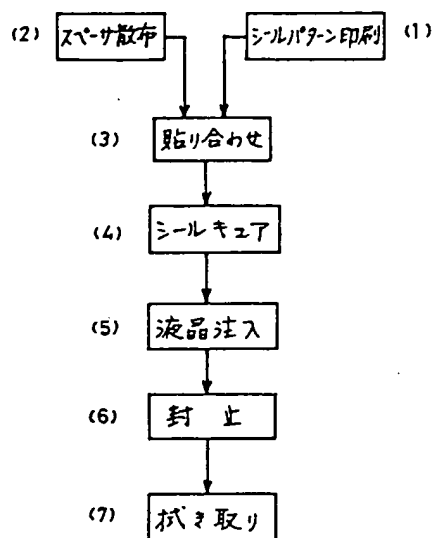 (2) スペーサ散布 シールパターン印刷 (1)
(3) 貼り合わせ
(4) シールキュア
(5) 液晶注入
(6) 封止
(7) 拭き取り